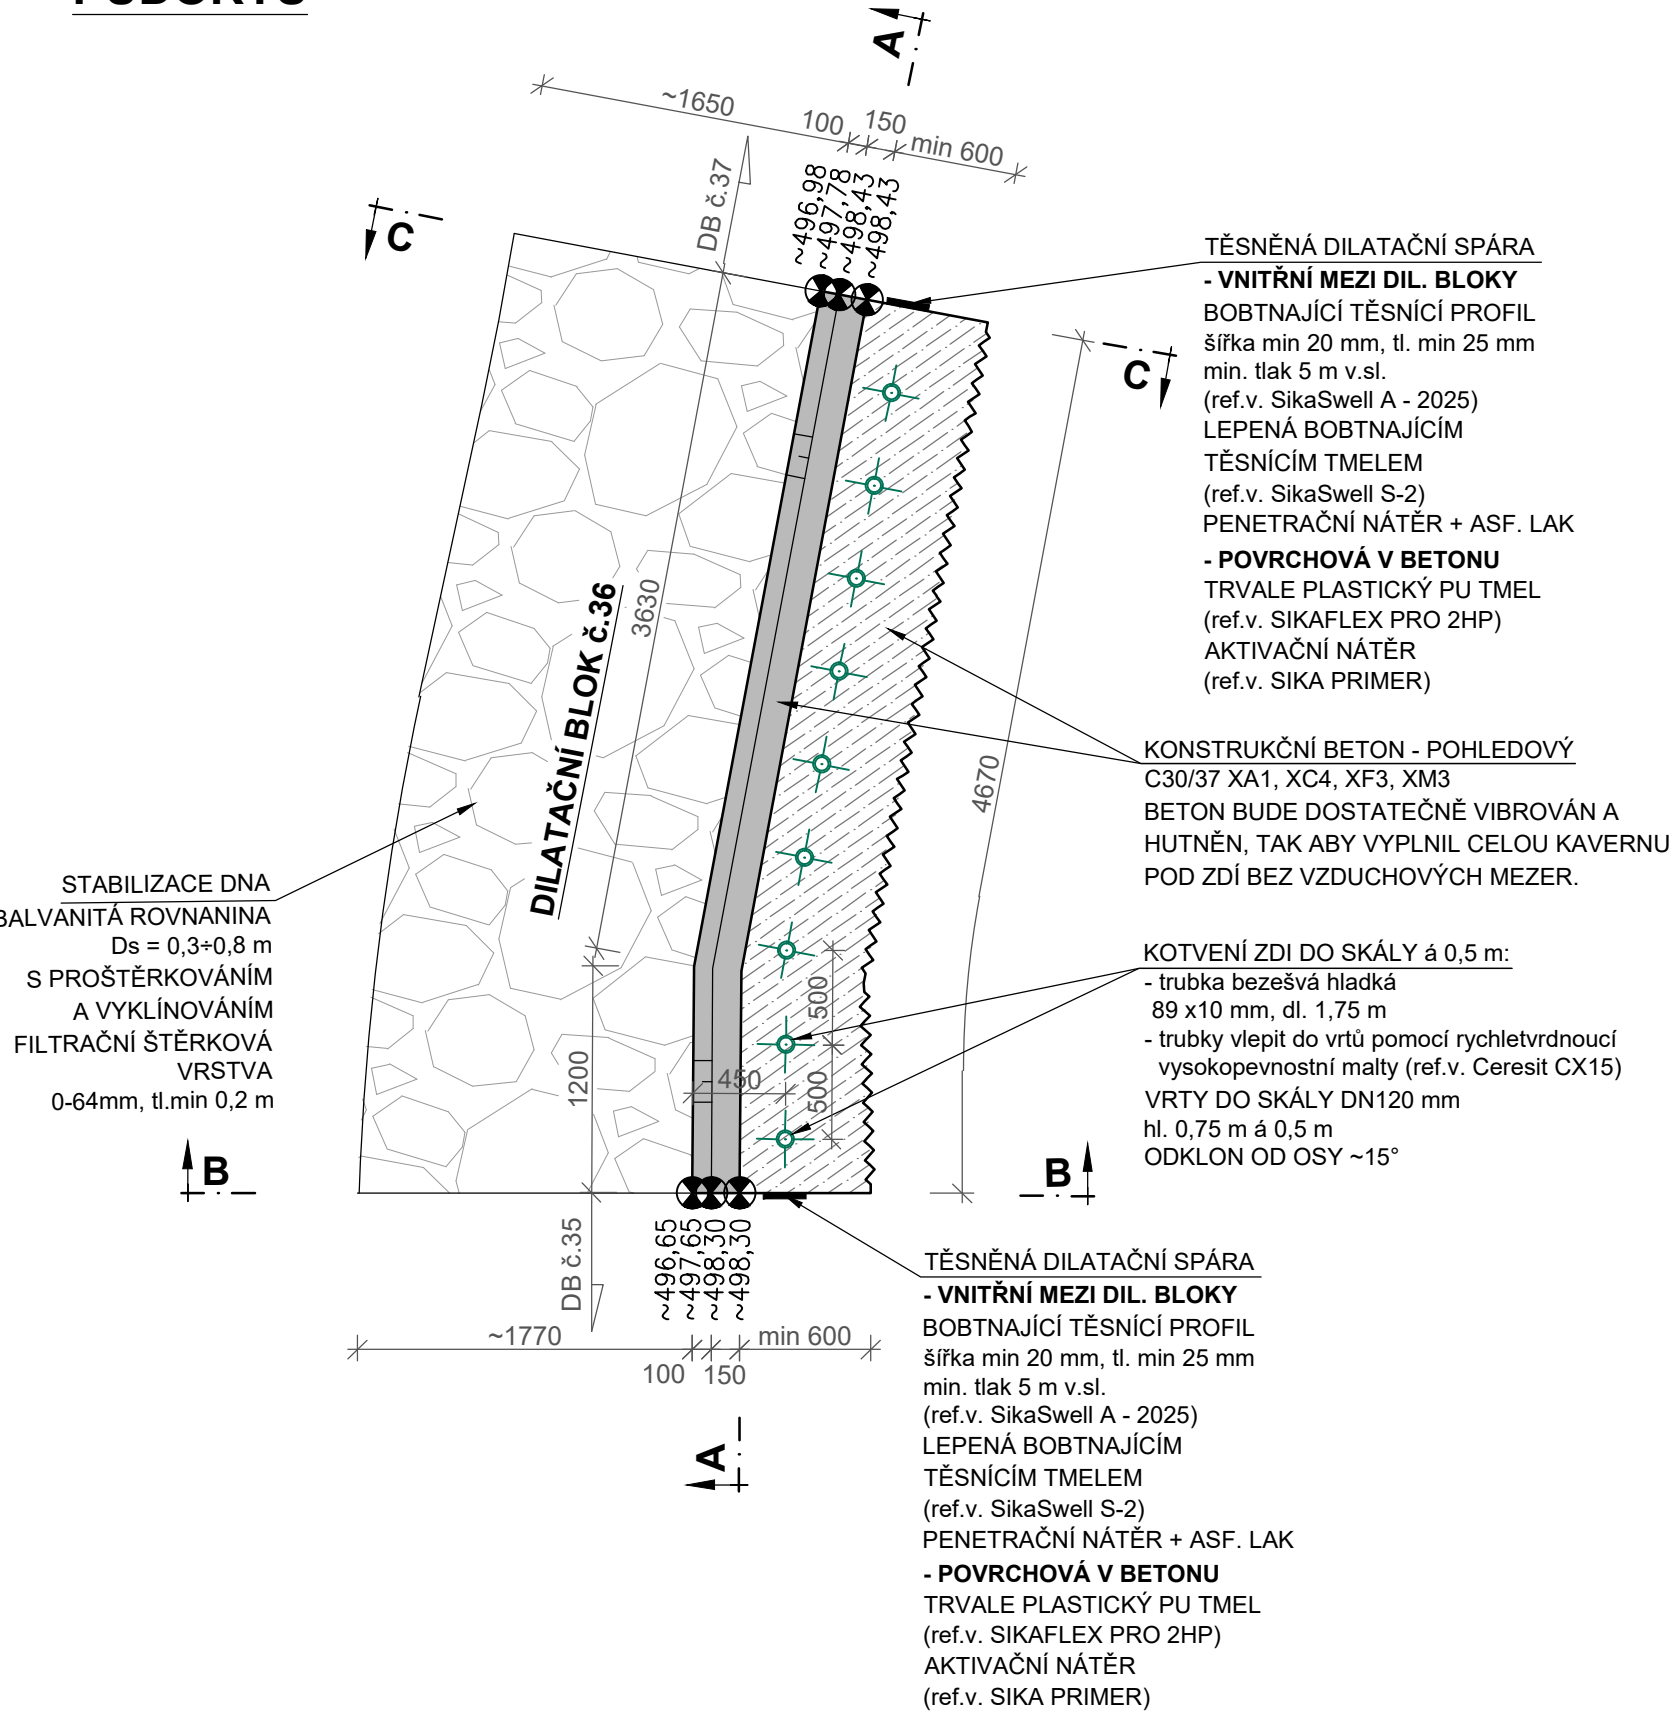 A
~1650
100
150
min 600
DB č.37
~496,98
~497,78
~498,43
~498,43
C
C
TĚSNĚNÁ DILATAČNÍ SPÁRA
- VNITŘNÍ MEZI DIL. BLOKY
BOBTNAJÍCÍ TĚSNÍCÍ PROFIL
šířka min 20 mm, tl. min 25 mm
min. tlak 5 m v.sl.
(ref.v. SikaSwell A - 2025)
LEPENÁ BOBTNAJÍCÍM
TĚSNÍCÍM TMELEM
(ref.v. SikaSwell S-2)
PENETRAČNÍ NÁTĚR + ASF. LAK
- POVRCHOVÁ V BETONU
TRVALE PLASTICKÝ PU TMEL
(ref.v. SIKAFLEX PRO 2HP)
AKTIVAČNÍ NÁTĚR
(ref.v. SIKA PRIMER)
DILATAČNÍ BLOK č.36
3630
4670
KONSTRUKČNÍ BETON - POHLEDOVÝ
C30/37 XA1, XC4, XF3, XM3
BETON BUDE DOSTATEČNĚ VIBROVÁN A
HUTNĚN, TAK ABY VYPLNIL CELOU KAVERNU
POD ZDÍ BEZ VZDUCHOVÝCH MEZER.
STABILIZACE DNA
BALVANITÁ ROVNANINA
Ds = 0,3÷0,8 m
S PROŠTĚRKOVÁNÍM
A VYKLÍNOVÁNÍM
FILTRAČNÍ ŠTĚRKOVÁ
VRSTVA
0-64mm, tl.min 0,2 m
KOTVENÍ ZDI DO SKÁLY á 0,5 m:
- trubka bezešvá hladká
89 x10 mm, dl. 1,75 m
- trubky vlepit do vrtů pomocí rychletvrdnoucí
vysokopevnostní malty (ref.v. Ceresit CX15)
VRTY DO SKÁLY DN120 mm
hl. 0,75 m á 0,5 m
ODKLON OD OSY ~15°
1200
450
500
500
B
B
DB č.35
~496,65
~497,65
~498,30
~498,30
~1770
100
150
min 600
A
TĚSNĚNÁ DILATAČNÍ SPÁRA
- VNITŘNÍ MEZI DIL. BLOKY
BOBTNAJÍCÍ TĚSNÍCÍ PROFIL
šířka min 20 mm, tl. min 25 mm
min. tlak 5 m v.sl.
(ref.v. SikaSwell A - 2025)
LEPENÁ BOBTNAJÍCÍM
TĚSNÍCÍM TMELEM
(ref.v. SikaSwell S-2)
PENETRAČNÍ NÁTĚR + ASF. LAK
- POVRCHOVÁ V BETONU
TRVALE PLASTICKÝ PU TMEL
(ref.v. SIKAFLEX PRO 2HP)
AKTIVAČNÍ NÁTĚR
(ref.v. SIKA PRIMER)